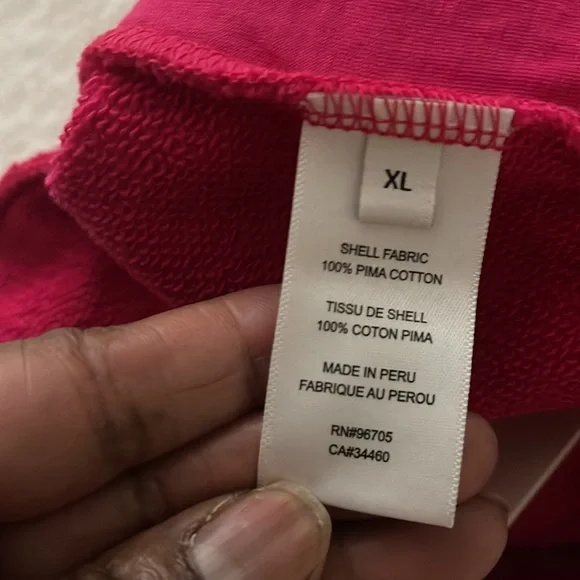 XL
SHELL FABRIC
100% PIMA COTTON
TISSU DE SHELL
100% COTON PIMA
MADE IN PERU
FABRIQUE AU PEROU
RN#96705
CA#34460